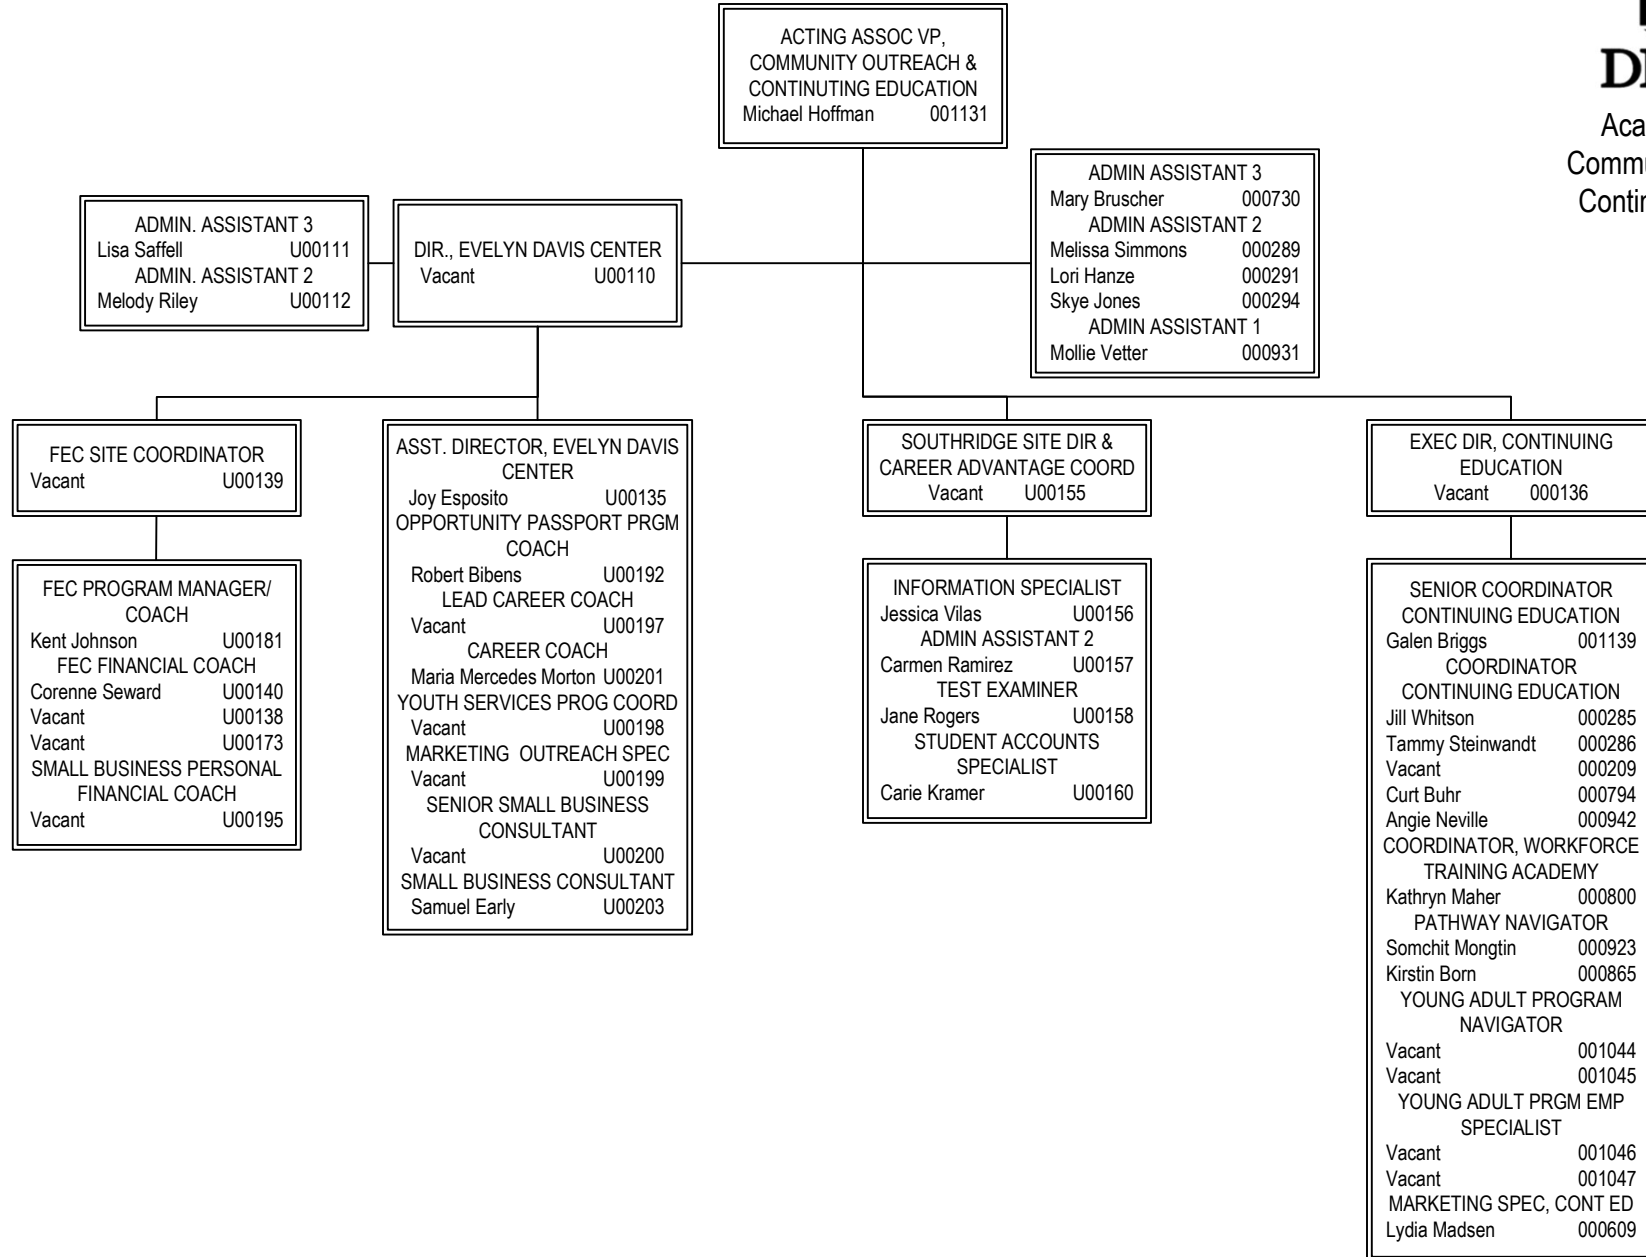 ACTING ASSOC VP,
COMMUNITY OUTREACH &
CONTINUTING EDUCATION
Michael Hoffman 001131
ADMIN ASSISTANT 3
Mary Bruscher 000730
ADMIN ASSISTANT 2
Melissa Simmons 000289
Lori Hanze 000291
Skye Jones 000294
ADMIN ASSISTANT 1
Mollie Vetter 000931
ADMIN. ASSISTANT 3
Lisa Saffell U00111
ADMIN. ASSISTANT 2
Melody Riley U00112
DIR., EVELYN DAVIS CENTER
Vacant U00110
FEC SITE COORDINATOR
Vacant U00139
FEC PROGRAM MANAGER/
COACH
Kent Johnson U00181
FEC FINANCIAL COACH
Corenne Seward U00140
Vacant U00138
Vacant U00173
SMALL BUSINESS PERSONAL
FINANCIAL COACH
Vacant U00195
ASST. DIRECTOR, EVELYN DAVIS
CENTER
Joy Esposito U00135
OPPORTUNITY PASSPORT PRGM
COACH
Robert Bibens U00192
LEAD CAREER COACH
Vacant U00197
CAREER COACH
Maria Mercedes Morton U00201
YOUTH SERVICES PROG COORD
Vacant U00198
MARKETING OUTREACH SPEC
Vacant U00199
SENIOR SMALL BUSINESS
CONSULTANT
Vacant U00200
SMALL BUSINESS CONSULTANT
Samuel Early U00203
SOUTHRIDGE SITE DIR &
CAREER ADVANTAGE COORD
Vacant U00155
INFORMATION SPECIALIST
Jessica Vilas U00156
ADMIN ASSISTANT 2
Carmen Ramirez U00157
TEST EXAMINER
Jane Rogers U00158
STUDENT ACCOUNTS
SPECIALIST
Carie Kramer U00160
EXEC DIR, CONTINUING
EDUCATION
Vacant 000136
SENIOR COORDINATOR
CONTINUING EDUCATION
Galen Briggs 001139
COORDINATOR
CONTINUING EDUCATION
Jill Whitson 000285
Tammy Steinwandt 000286
Vacant 000209
Curt Buhr 000794
Angie Neville 000942
COORDINATOR, WORKFORCE
TRAINING ACADEMY
Kathryn Maher 000800
PATHWAY NAVIGATOR
Somchit Mongtin 000923
Kirstin Born 000865
YOUNG ADULT PROGRAM
NAVIGATOR
Vacant 001044
Vacant 001045
YOUNG ADULT PRGM EMP
SPECIALIST
Vacant 001046
Vacant 001047
MARKETING SPEC, CONT ED
Lydia Madsen 000609